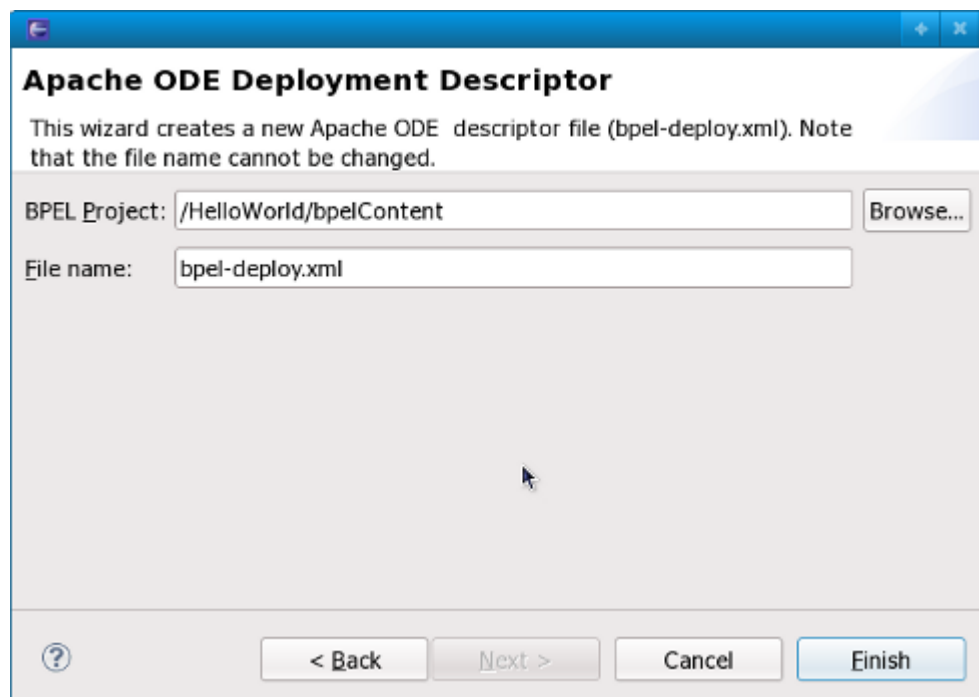 Apache ODE Deployment Descriptor
This wizard creates a new Apache ODE  descriptor file (bpel-deploy.xml). Note
that the file name cannot be changed.
BPEL Project: /HelloWorld/bpelContent Browse...
File name: bpel-deploy.xml
? < Back Next > Cancel Finish